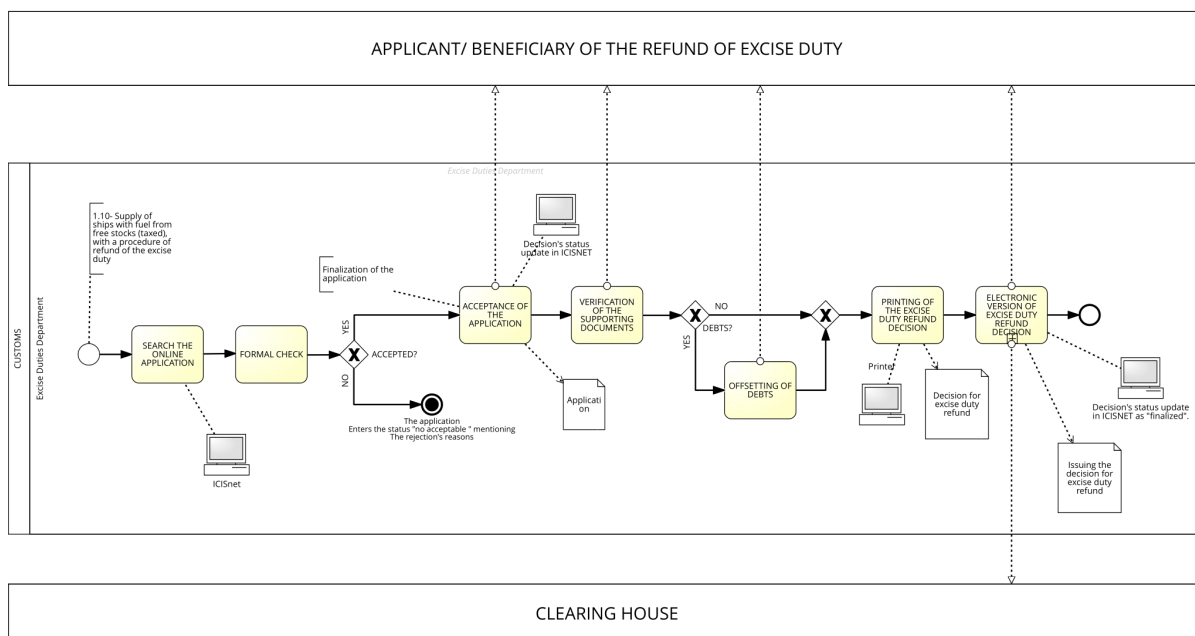 APPLICANT/ BENEFICIARY OF THE REFUND OF EXCISE DUTY
CUSTOMS
Excise Duties Department
Excise Duties Department
1.10- Supply of
ships with fuel from
free stocks (taxed),
with a procedure of
refund of the excise
duty
SEARCH THE
ONLINE
APPLICATION
ICISnet
FORMAL CHECK
ACCEPTED?
YES
NO
The application
Enters the status "no acceptable " mentioning
The rejection's reasons
Finalization of the
application
Decision's status
update in ICISNET
ACCEPTANCE OF
THE
APPLICATION
Applicati
on
VERIFICATION
OF THE
SUPPORTING
DOCUMENTS
NO
DEBTS?
YES
OFFSETTING OF
DEBTS
PRINTING OF
THE EXCISE
DUTY REFUND
DECISION
Printer
Decision for
excise duty
refund
ELECTRONIC
VERSION OF
EXCISE DUTY
REFUND
DECISION
Decision's status update
in ICISNET as "finalized".
Issuing the
decision for
excise duty
refund
CLEARING HOUSE